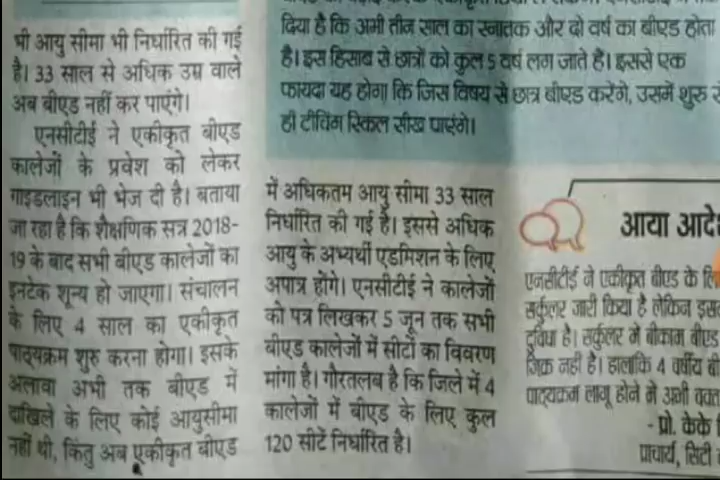 भी आयु सीमा भी निर्धारित की गई
है। 33 साल से अधिक उम्र वाले
अब बीएड नहीं कर पाएंगे।
एनसीटीई ने एकीकृत बीएड
कालेजों के प्रवेश को लेकर
गाइडलाइन भी भेज दी है। बताया
जा रहा है कि शैक्षणिक सत्र 2018-
19 के बाद सभी बीएड कालेजों का
इनटेक शून्य हो जाएगा। संचालन
के लिए 4 साल का एकीकृत
पाठ्यक्रम शुरू करना होगा। इसके
अलावा अभी तक बीएड में
दाखिले के लिए कोई आयुसीमा
नहीं थी, किंतु अब एकीकृत बीएड
में अधिकतम आयु सीमा 33 साल
निर्धारित की गई है। इससे अधिक
आयु के अभ्यर्थी एडमिशन के लिए
अपात्र होंगे। एनसीटीई ने कालेजों
को पत्र लिखकर 5 जून तक सभी
बीएड कालेजों में सीटों का विवरण
मांगा है। गौरतलब है कि जिले में 4
कालेजों में बीएड के लिए कुल
120 सीटें निर्धारित है।
दिया है कि अभी तीन साल का स्नातक और दो वर्ष का बीएड होता
है। इस हिसाब से छात्रों को कुल 5 वर्ष लग जाते हैं। इससे एक
फायदा यह होगा कि जिस विषय से छात्र बीएड करेंगे, उसमें शुरू से
ही टीचिंग स्किल सीख पाएंगे।
आया आदे
एनसीटीई ने एकीकृत बीएड के लि
सर्कुलर जारी किया है लेकिन इस
दुविधा है। सर्कुलर में बीकाम बीएड
जिक्र नहीं है। हालांकि 4 वर्षीय बी
पाठ्यक्रम लागू होने में अभी वक्त
- प्रो. केके
प्राचार्य, सिटी